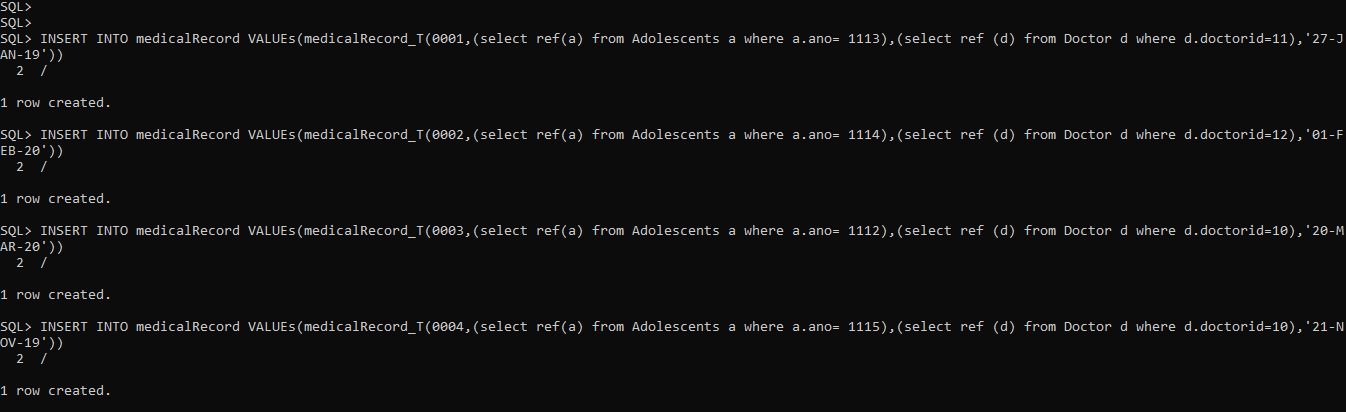 SQL>
SQL>
SQL> INSERT INTO medicalRecord VALUEs(medicalRecord_T(0001,(select ref(a) from Adolescents a where a.ano= 1113),(select ref (d) from Doctor d where d.doctorid=11),'27-J
AN-19'))
  2  /
1 row created.
SQL> INSERT INTO medicalRecord VALUEs(medicalRecord_T(0002,(select ref(a) from Adolescents a where a.ano= 1114),(select ref (d) from Doctor d where d.doctorid=12),'01-F
EB-20'))
  2  /
1 row created.
SQL> INSERT INTO medicalRecord VALUEs(medicalRecord_T(0003,(select ref(a) from Adolescents a where a.ano= 1112),(select ref (d) from Doctor d where d.doctorid=10),'20-M
AR-20'))
  2  /
1 row created.
SQL> INSERT INTO medicalRecord VALUEs(medicalRecord_T(0004,(select ref(a) from Adolescents a where a.ano= 1115),(select ref (d) from Doctor d where d.doctorid=10),'21-N
OV-19'))
  2  /
1 row created.